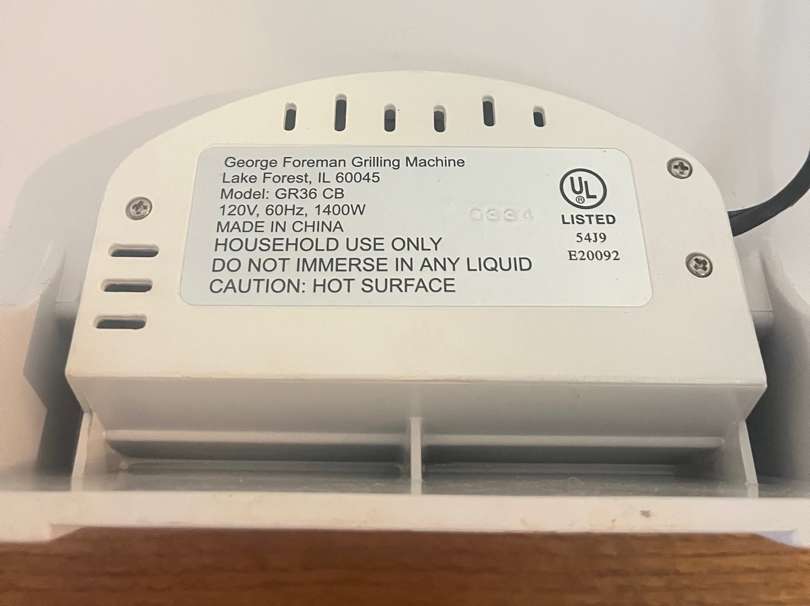 George Foreman Grilling Machine
Lake Forest, IL 60045
Model: GR36 CB
120V, 60Hz, 1400W
MADE IN CHINA
HOUSEHOLD USE ONLY
DO NOT IMMERSE IN ANY LIQUID
CAUTION: HOT SURFACE
0334
UL
®
LISTED
54J9
E20092